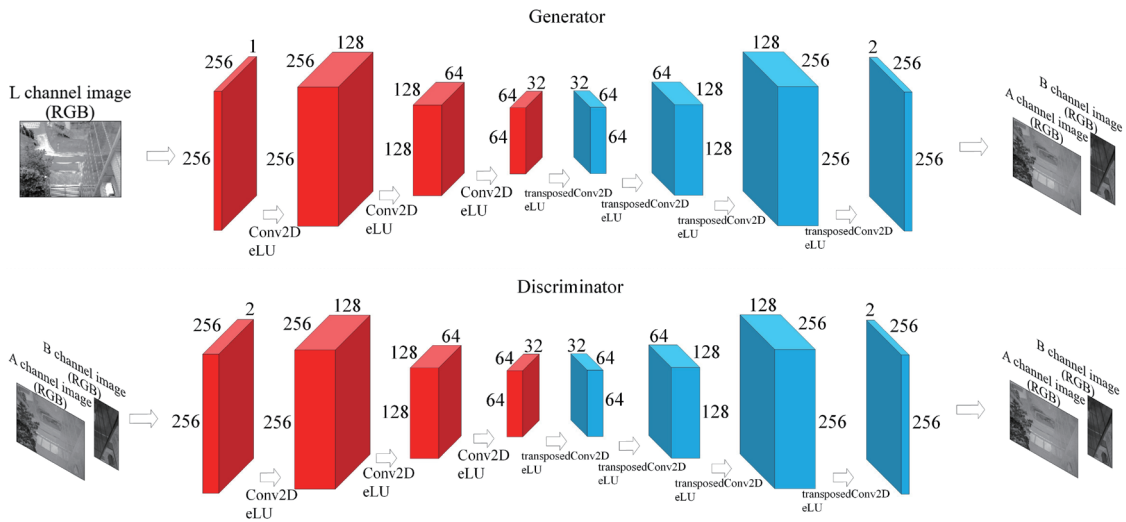 Generator
L channel image
(RGB)
256
256
1
256
256
128
128
128
64
64
64
32
32
64
64
64
128
128
128
256
256
2
256
256
Conv2D
eLU
Conv2D
eLU
Conv2D
eLU
transposedConv2D
eLU
transposedConv2D
eLU
transposedConv2D
eLU
transposedConv2D
eLU
B channel image
(RGB)
A channel image
(RGB)
Discriminator
B channel image
(RGB)
A channel image
(RGB)
256
256
2
256
128
128
128
64
64
64
32
32
64
64
64
128
128
128
256
256
2
256
256
Conv2D
eLU
Conv2D
eLU
Conv2D
eLU
transposedConv2D
eLU
transposedConv2D
eLU
transposedConv2D
eLU
transposedConv2D
eLU
B channel image
(RGB)
A channel image
(RGB)